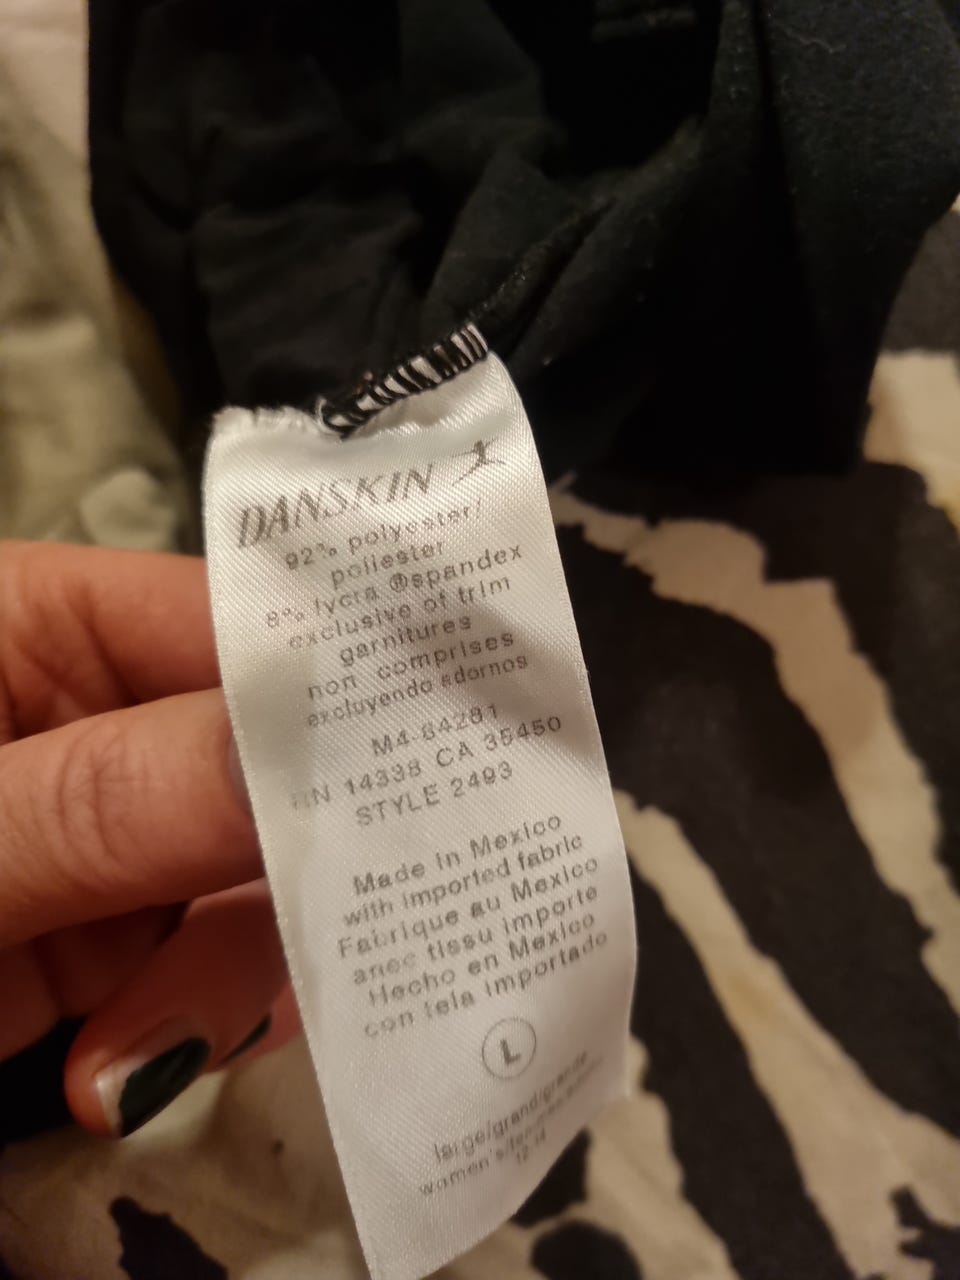 DANSKIN
92% polyester/
poliester
8% lycra ®spandex
exclusive of trim
garnitures
non comprises
excluyendo adornos
M4-84281
RN 14338 CA 35450
STYLE 2493
Made in Mexico
with imported fabric
Fabrique au Mexico
avec tissu importe
Hecho en Mexico
con tela importado
L
large/grand/grande
women's/
12-14